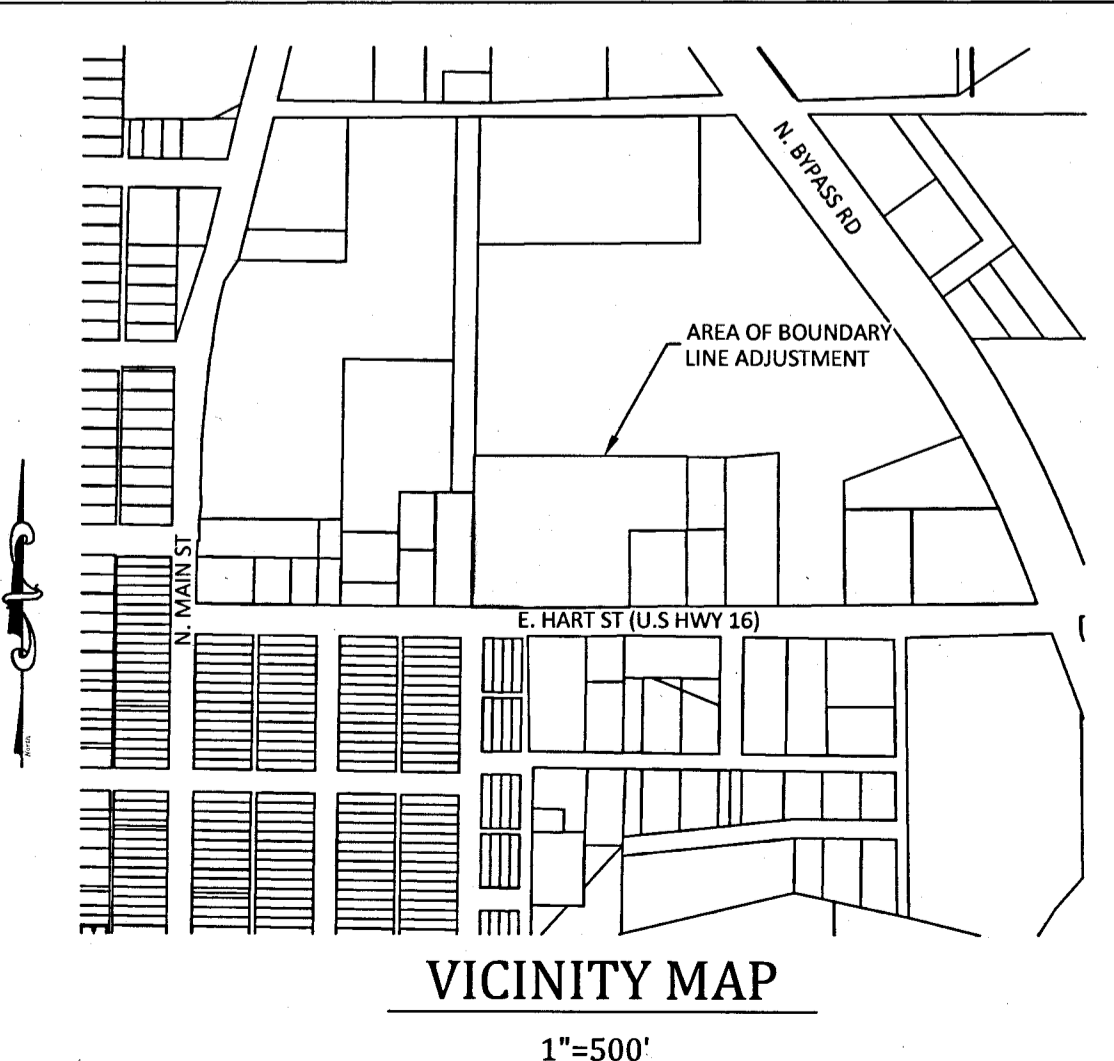 N. BYPASS RD
AREA OF BOUNDARY
LINE ADJUSTMENT
N. MAIN ST
E. HART ST (U.S HWY 16)
VICINITY MAP
1"=500'